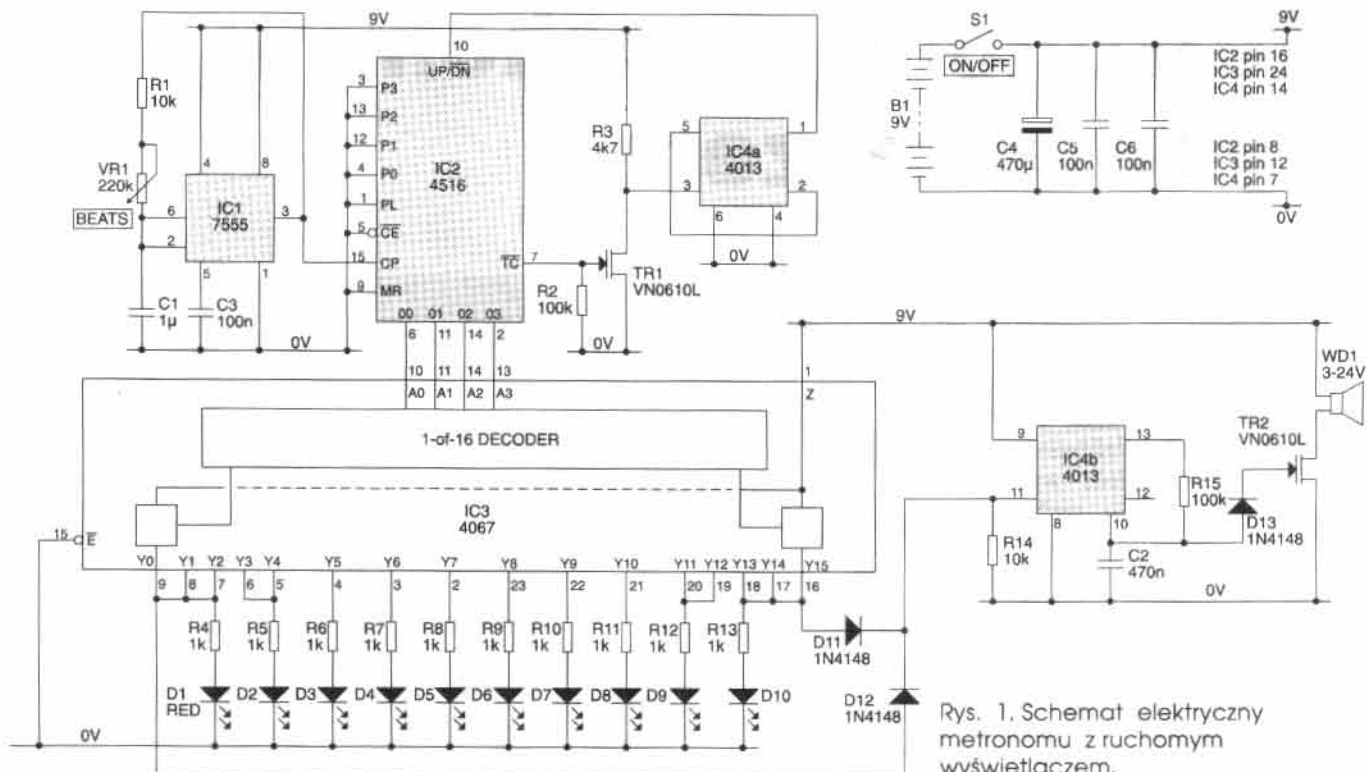 9V
R1
10k
VR1
220k
BEATS
4
8
6
IC1
7555
3
2
5
1
C1
1µ
C3
100n
0V
10
UP/DN
3
P3
13
P2
12
P1
4
P0
1
PL
5
CE
15
CP
9
MR
IC2
4516
TC
7
00
01
02
03
6
11
14
2
R2
100k
R3
4k7
TR1
VN0610L
0V
5
1
IC4a
4013
3
2
6
4
0V
S1
ON/OFF
B1
9V
C4
470µ
C5
100n
C6
100n
9V
IC2 pin 16
IC3 pin 24
IC4 pin 14
IC2 pin 8
IC3 pin 12
IC4 pin 7
0V
10
11
14
13
A0
A1
A2
A3
1
Z
1-of-16 DECODER
IC3
4067
15
E
Y0
Y1
Y2
Y3
Y4
Y5
Y6
Y7
Y8
Y9
Y10
Y11
Y12
Y13
Y14
Y15
9
8
7
6
5
4
3
2
23
22
21
20
19
18
17
16
R4
1k
R5
1k
R6
1k
R7
1k
R8
1k
R9
1k
R10
1k
R11
1k
R12
1k
R13
1k
D1
RED
D2
D3
D4
D5
D6
D7
D8
D9
D10
0V
D11
1N4148
D12
1N4148
9V
WD1
3-24V
TR2
VN0610L
9
13
IC4b
4013
11
12
8
10
R15
100k
D13
1N4148
R14
10k
C2
470n
0V
Rys. 1. Schemat elektryczny
metronomu z ruchomym
wyświetlaczem.